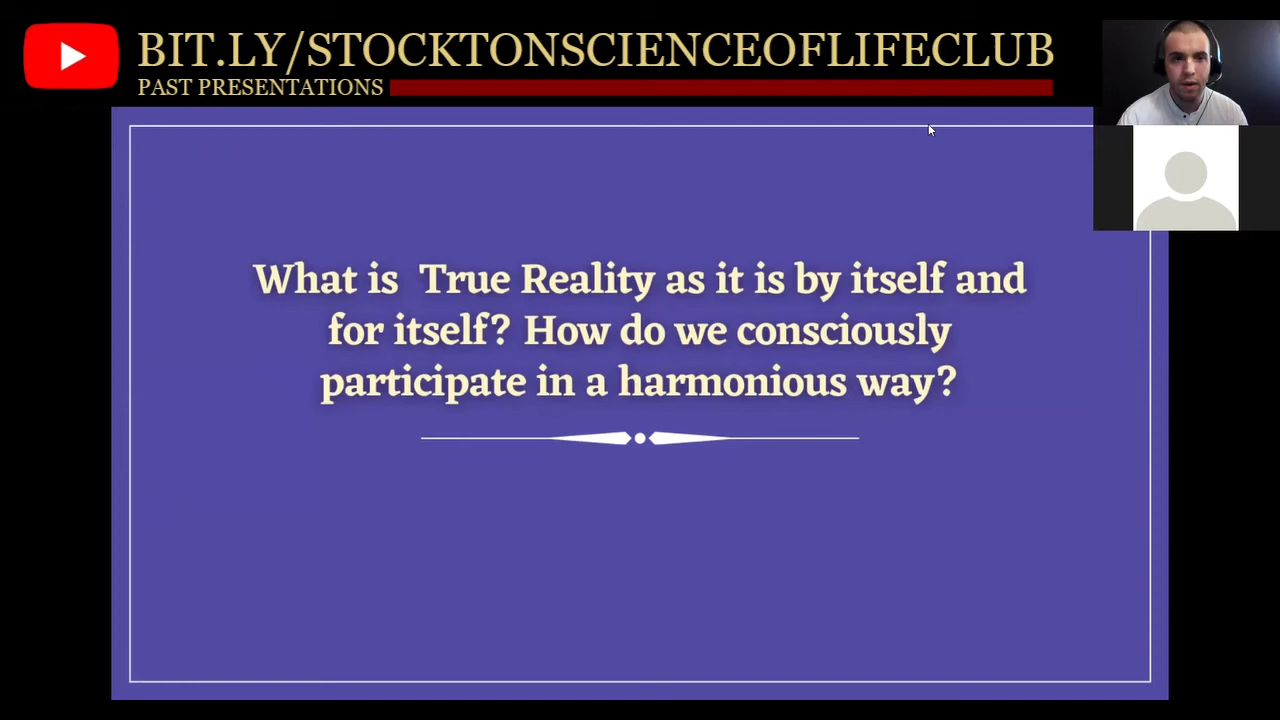 BIT.LY/STOCKTONSCIENCEOFLIFECLUB
PAST PRESENTATIONS
What is True Reality as it is by itself and
for itself? How do we consciously
participate in a harmonious way?